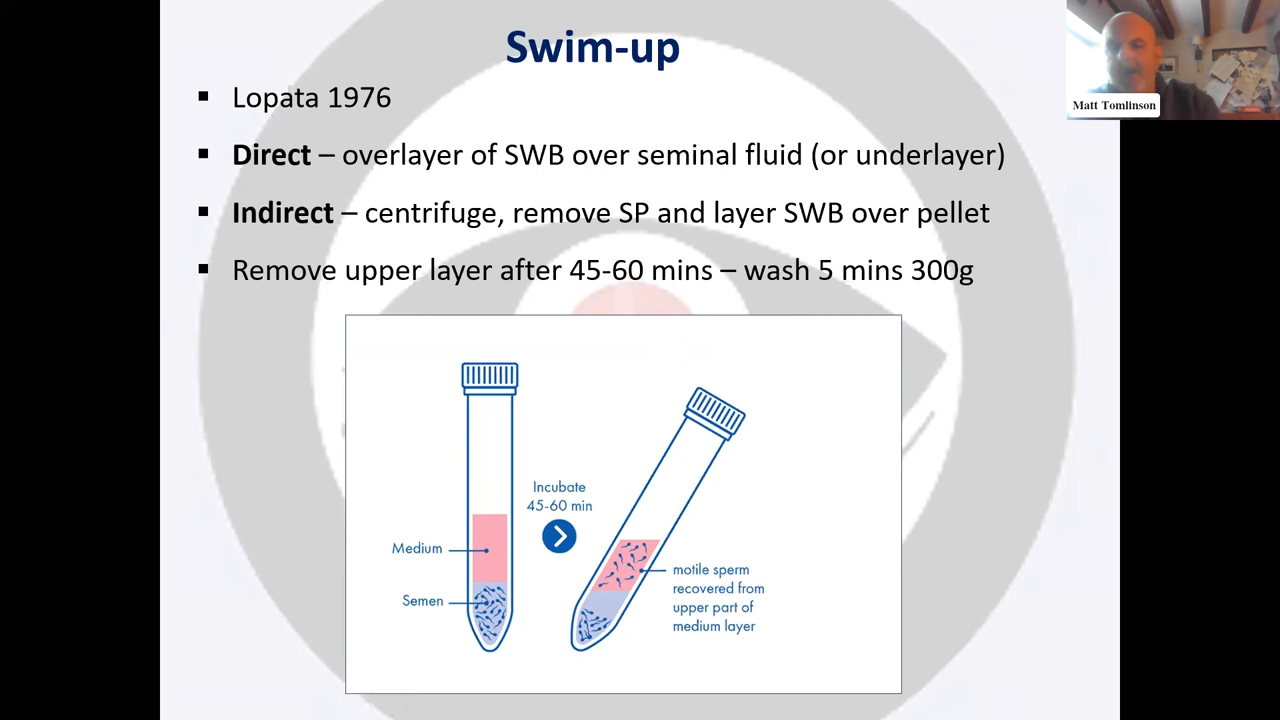 Swim-up
▪ Lopata 1976
▪ Direct – overlayer of SWB over seminal fluid (or underlayer)
▪ Indirect – centrifuge, remove SP and layer SWB over pellet
▪ Remove upper layer after 45-60 mins – wash 5 mins 300g
Matt Tomlinson
Incubate
45-60 min
Medium
Semen
motile sperm
recovered from
upper part of
medium layer